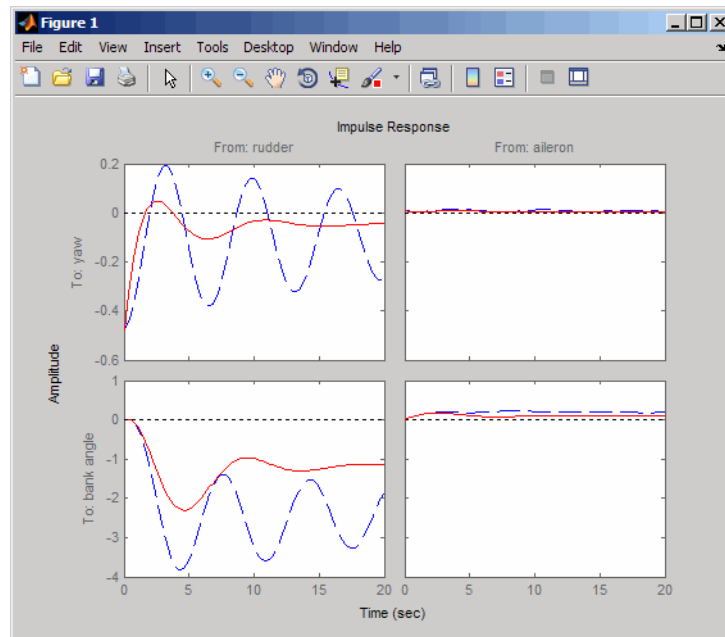 Figure 1
File Edit View Insert Tools Desktop Window Help
Impulse Response
From: rudder
From: aileron
Amplitude
To: yaw
0.2
0
-0.2
-0.4
-0.6
To: bank angle
1
0
-1
-2
-3
-4
0 5 10 15 20
0 5 10 15 20
Time (sec)